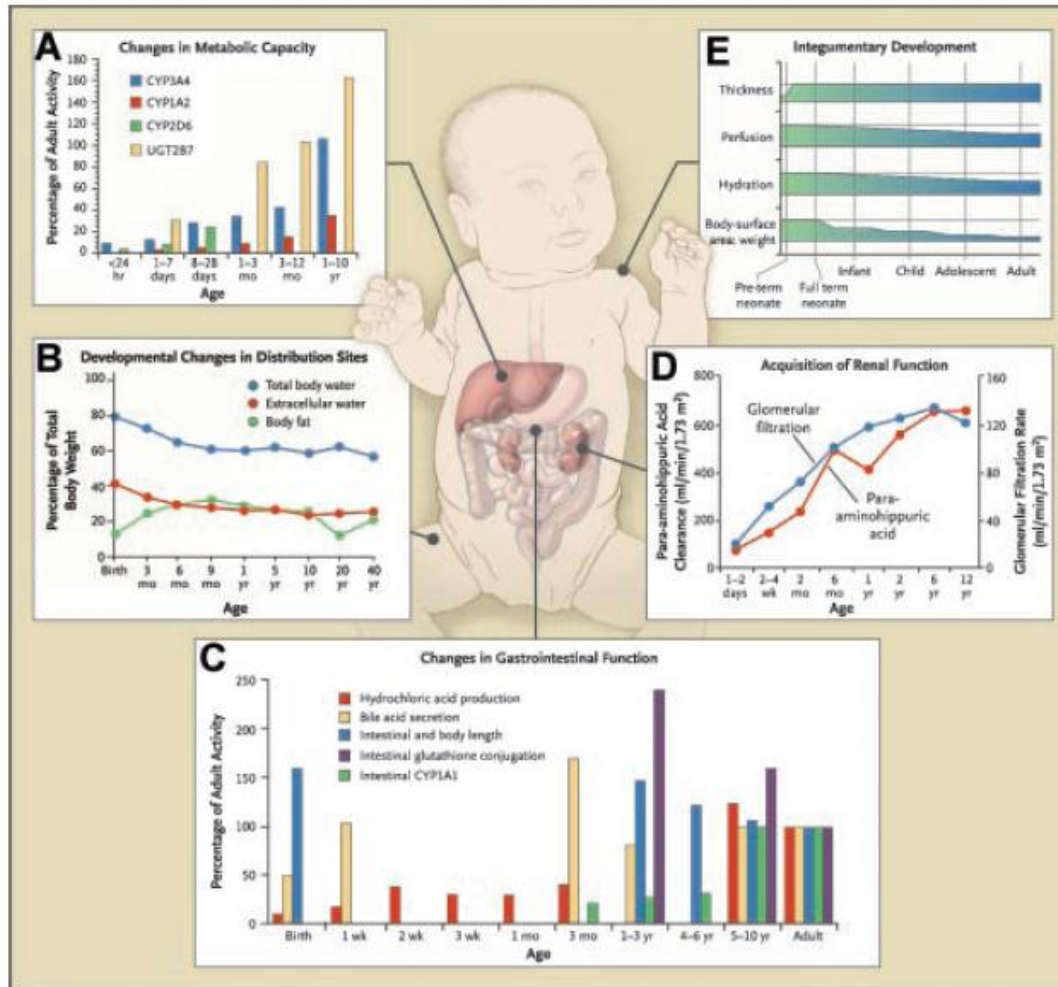 A
Changes in Metabolic Capacity
Percentage of Adult Activity
180
160
140
120
100
80
60
40
20
0
CYP3A4
CYP1A2
CYP2D6
UGT2B7
<24 hr
1–7 days
8–28 days
1–3 mo
3–12 mo
1–10 yr
Age
E
Integumentary Development
Thickness
Perfusion
Hydration
Body-surface
area: weight
Infant Child Adolescent Adult
Pre-term
neonate
Full term
neonate
B
Developmental Changes in Distribution Sites
Percentage of Total
Body Weight
100
80
60
40
20
0
Total body water
Extracellular water
Body fat
Birth
3 mo
6 mo
9 mo
1 yr
5 yr
10 yr
20 yr
40 yr
Age
D
Acquisition of Renal Function
Para-aminohippuric Acid
Clearance (ml/min/1.73 m²)
800
600
400
200
0
Glomerular
filtration
Para-
aminohippuric
acid
160
120
80
40
0
Glomerular Filtration Rate
(ml/min/1.73 m²)
1–2 days
2–4 wk
2 mo
6 mo
1 yr
2 yr
6 yr
12 yr
Age
C
Changes in Gastrointestinal Function
Percentage of Adult Activity
250
200
150
100
50
0
Hydrochloric acid production
Bile acid secretion
Intestinal and body length
Intestinal glutathione conjugation
Intestinal CYP1A1
Birth 1 wk 2 wk 3 wk 1 mo 3 mo 1–3 yr 4–6 yr 5–10 yr Adult
Age